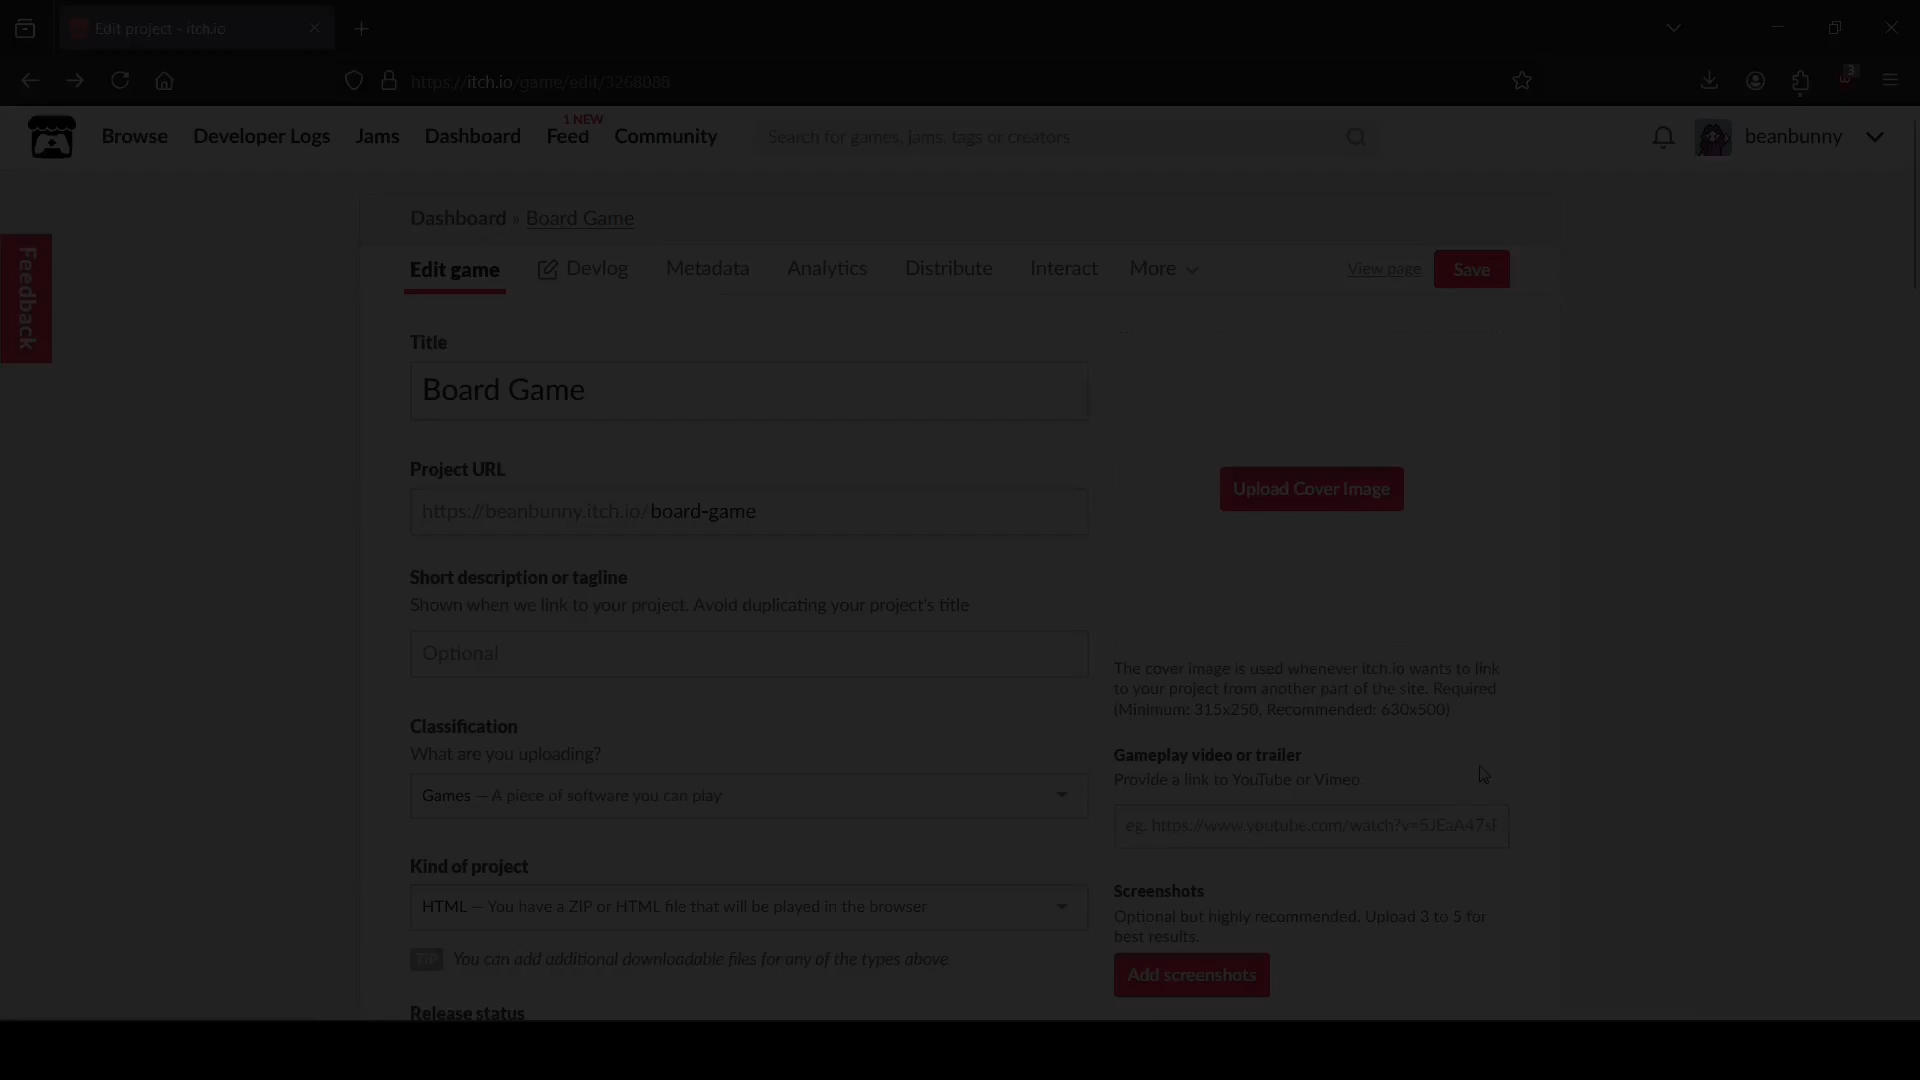 Edit project - itch.io
https://itch.io/game/edit/3268088
3
Browse
Developer Logs
Jams
Dashboard
1 NEW
Feed
Community
Search for games, jams, tags or creators
beanbunny
Feedback
Dashboard » Board Game
Edit game
Devlog
Metadata
Analytics
Distribute
Interact
More
View page
Save
Title
Board Game
Project URL
https://beanbunny.itch.io/board-game
Short description or tagline
Shown when we link to your project. Avoid duplicating your project's title
Optional
Classification
What are you uploading?
Games — A piece of software you can play
Kind of project
HTML — You have a ZIP or HTML file that will be played in the browser
TIP You can add additional downloadable files for any of the types above
Release status
Upload Cover Image
The cover image is used whenever itch.io wants to link
to your project from another part of the site. Required
(Minimum: 315x250, Recommended: 630x500)
Gameplay video or trailer
Provide a link to YouTube or Vimeo
eg. https://www.youtube.com/watch?v=5JEaA47sF
Screenshots
Optional but highly recommended. Upload 3 to 5 for
best results.
Add screenshots